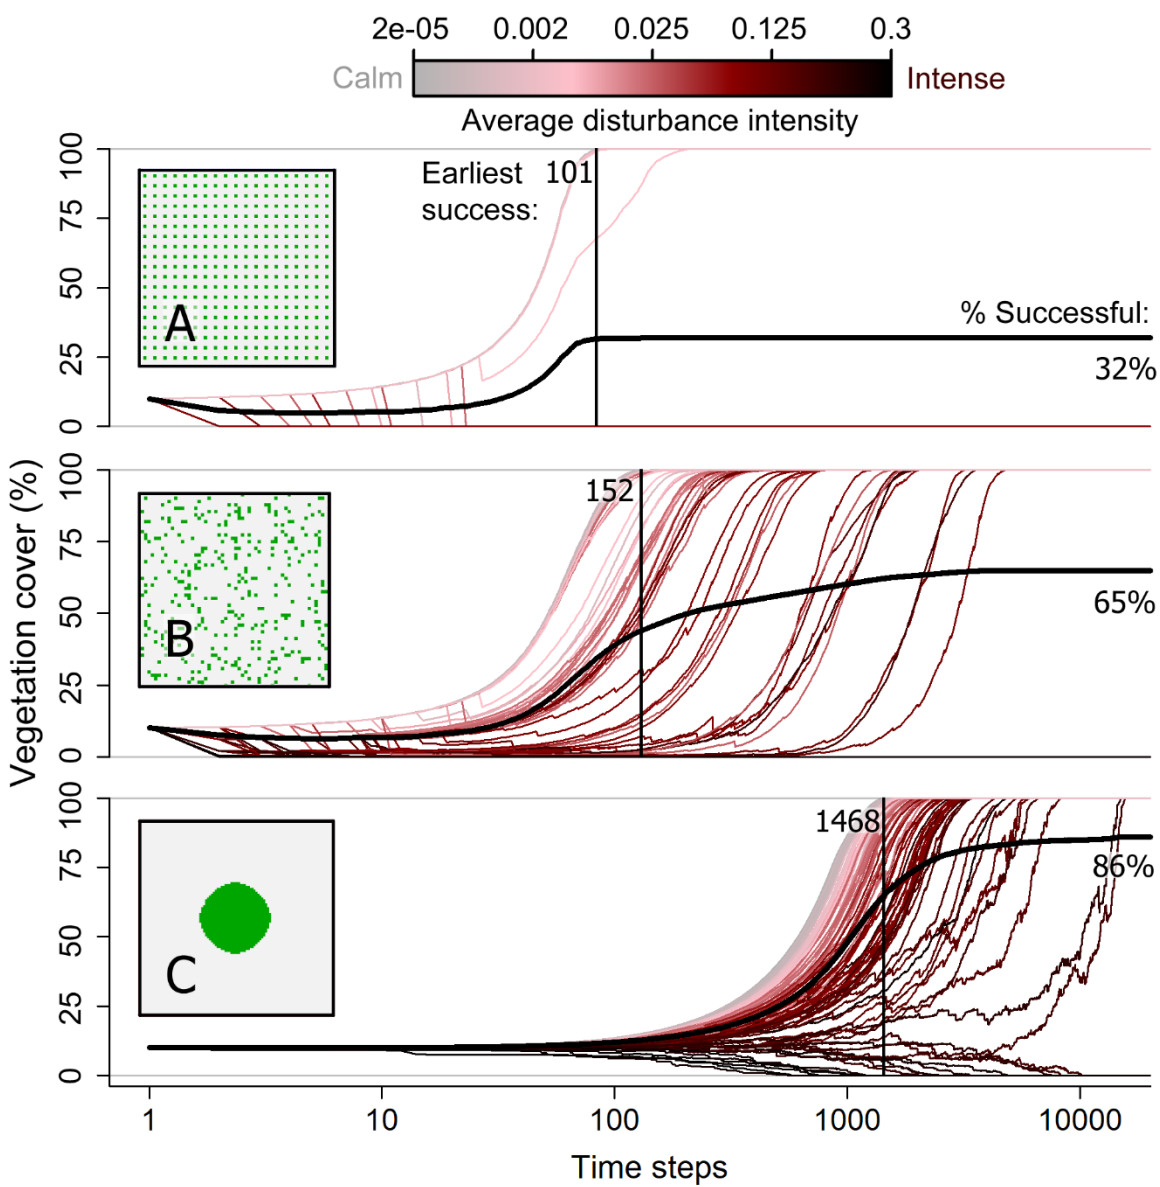 2e-05 0.002 0.025 0.125 0.3
Calm Intense
Average disturbance intensity
Vegetation cover (%)
100
75
50
25
0
A
Earliest 101
success:
% Successful:
32%
100
75
50
25
0
B
152
65%
100
75
50
25
0
C
1468
86%
1 10 100 1000 10000
Time steps